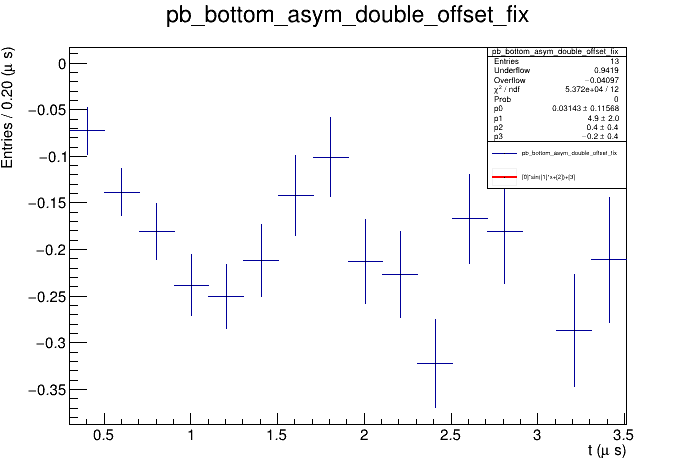 pb_bottom_asym_double_offset_fix
Entries / 0.20 (μ s)
0
−0.05
−0.1
−0.15
−0.2
−0.25
−0.3
−0.35
pb_bottom_asym_double_offset_fix
Entries 13
Underflow 0.9419
Overflow −0.04097
χ² / ndf 5.372e+04 / 12
Prob 0
p0 0.03143 ± 0.11568
p1 4.9 ± 2.0
p2 0.4 ± 0.4
p3 −0.2 ± 0.4
pb_bottom_asym_double_offset_fix
[0]*sin([1]*x+[2])+[3]
0.5 1 1.5 2 2.5 3 3.5
t (μ s)